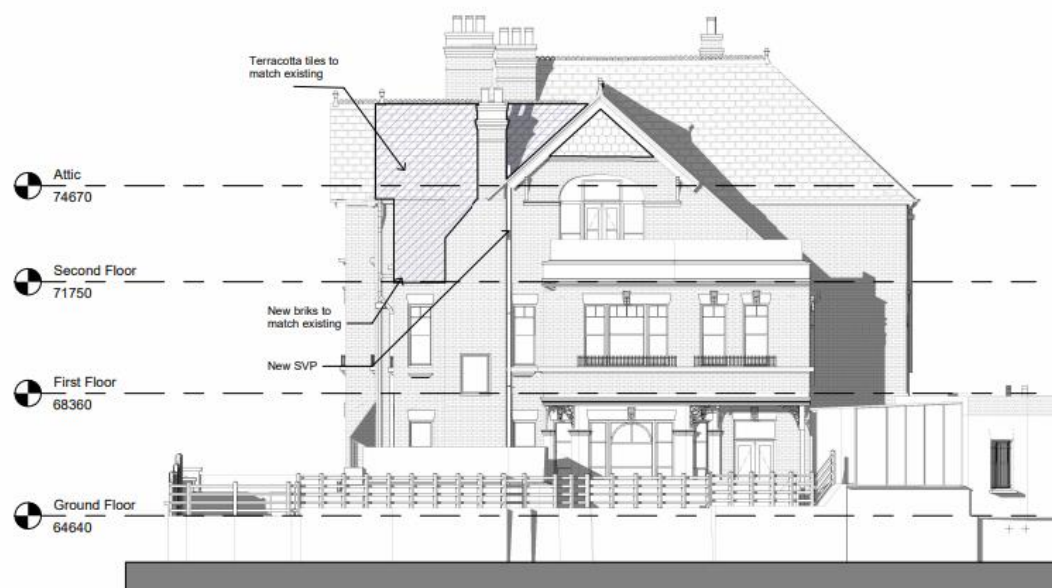 Terracotta tiles to
match existing
Attic
74670
Second Floor
71750
New briks to
match existing
New SVP
First Floor
68360
Ground Floor
64640